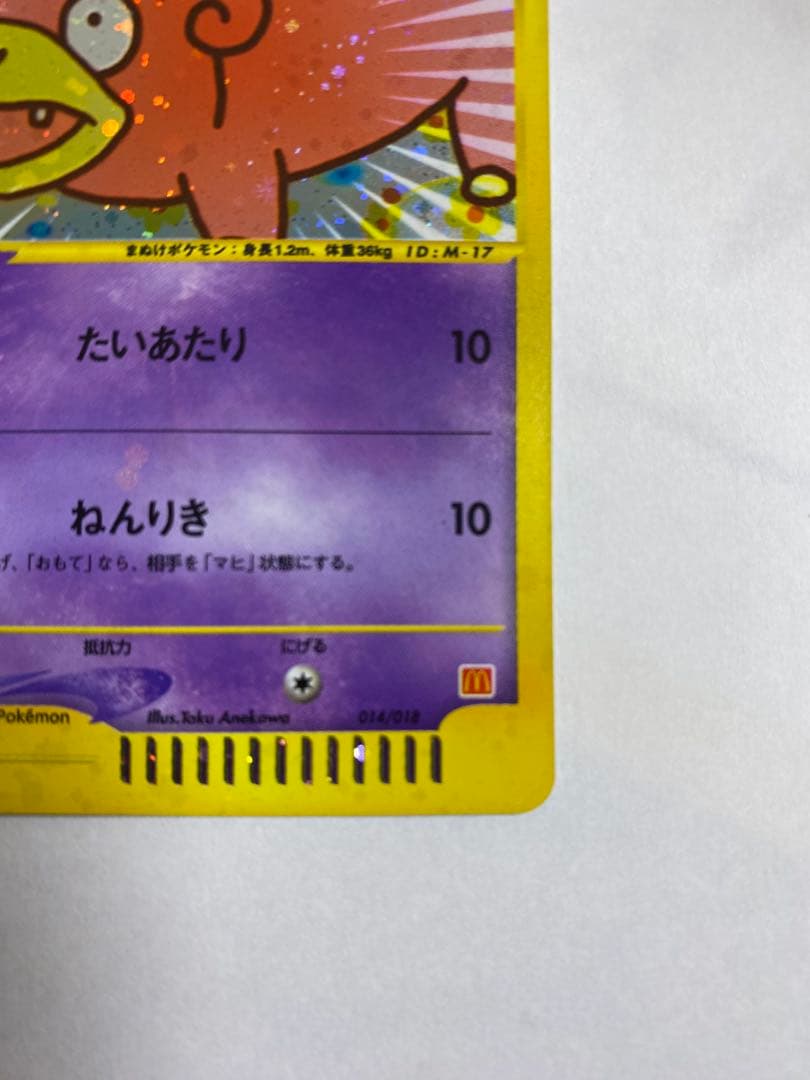 まぬけポケモン：身長1.2m、体重36kg ID:M-17
たいあたり 10
ねんりき 10
げ、「おもて」なら、相手を「マヒ」状態にする。
抵抗力 にげる
Pokémon Illus.Toku Anekawa 014/018